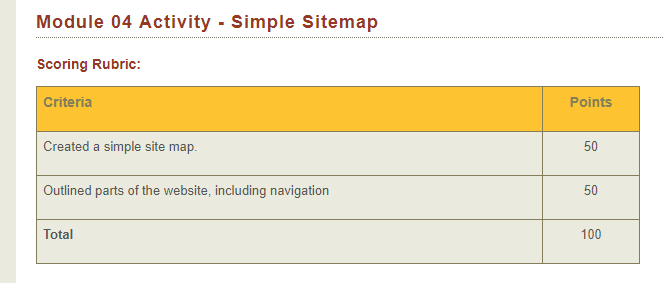 Module 04 Activity - Simple Sitemap
Scoring Rubric:
Criteria Points
Created a simple site map. 50
Outlined parts of the website, including navigation 50
Total 100